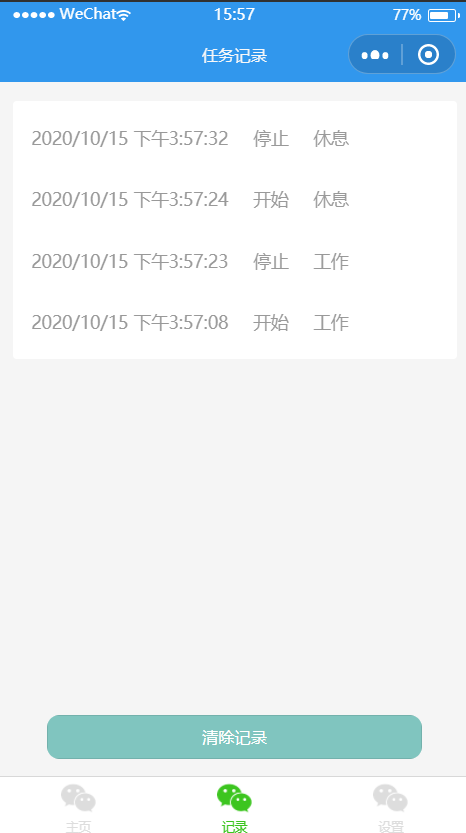 WeChat 15:57 77%
任务记录
2020/10/15 下午3:57:32 停止 休息
2020/10/15 下午3:57:24 开始 休息
2020/10/15 下午3:57:23 停止 工作
2020/10/15 下午3:57:08 开始 工作
清除记录
主页 记录 设置